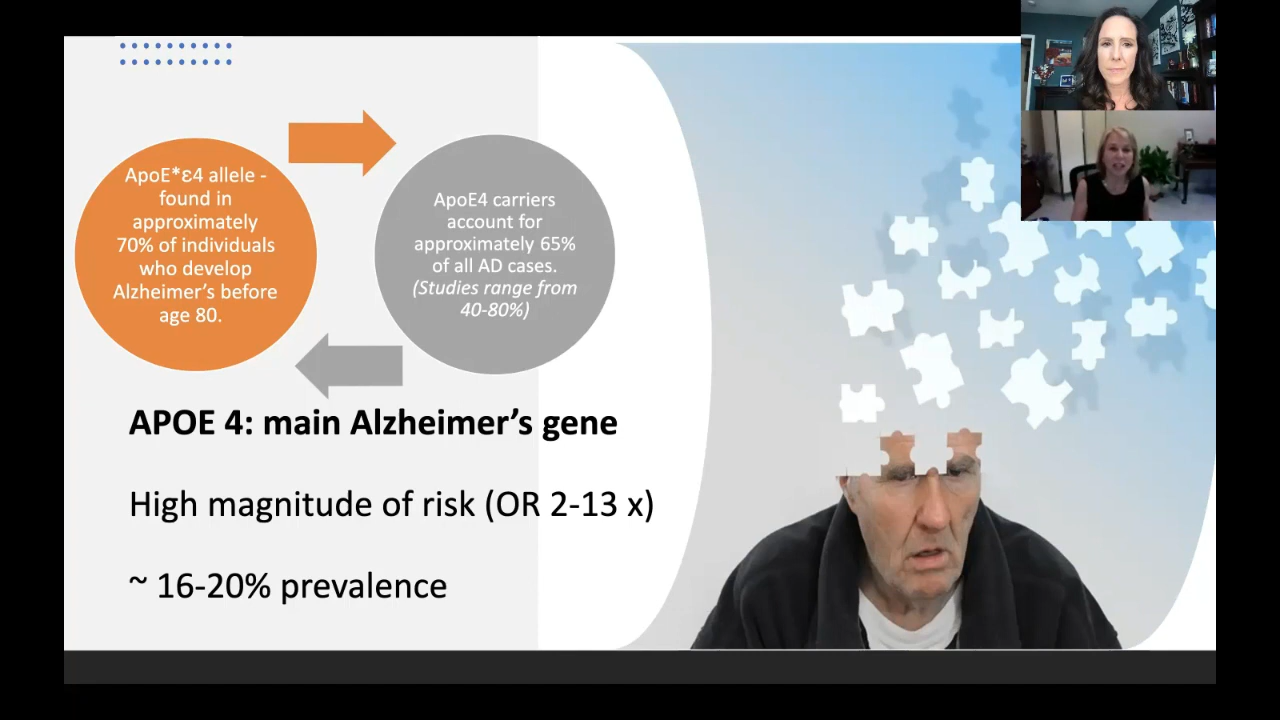 ApoE*ε4 allele -
found in
approximately
70% of individuals
who develop
Alzheimer’s before
age 80.
ApoE4 carriers
account for
approximately 65%
of all AD cases.
(Studies range from
40-80%)
APOE 4: main Alzheimer’s gene
High magnitude of risk (OR 2-13 x)
~ 16-20% prevalence